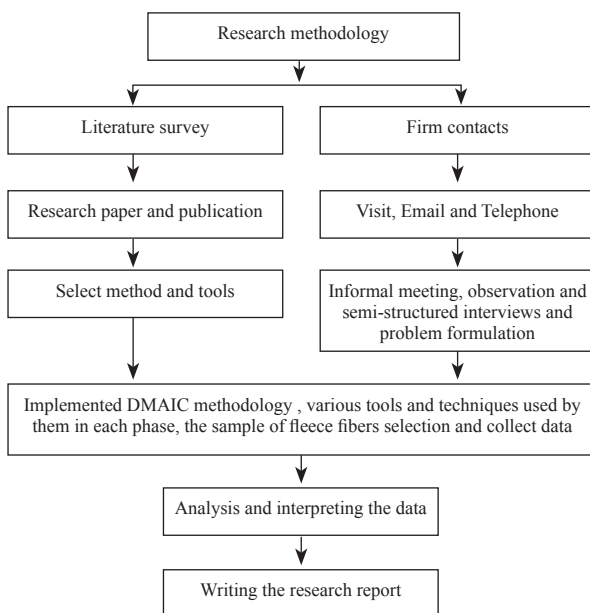 Research methodology
Literature survey
Firm contacts
Research paper and publication
Visit, Email and Telephone
Select method and tools
Informal meeting, observation and
semi-structured interviews and
problem formulation
Implemented DMAIC methodology , various tools and techniques used by
them in each phase, the sample of fleece fibers selection and collect data
Analysis and interpreting the data
Writing the research report